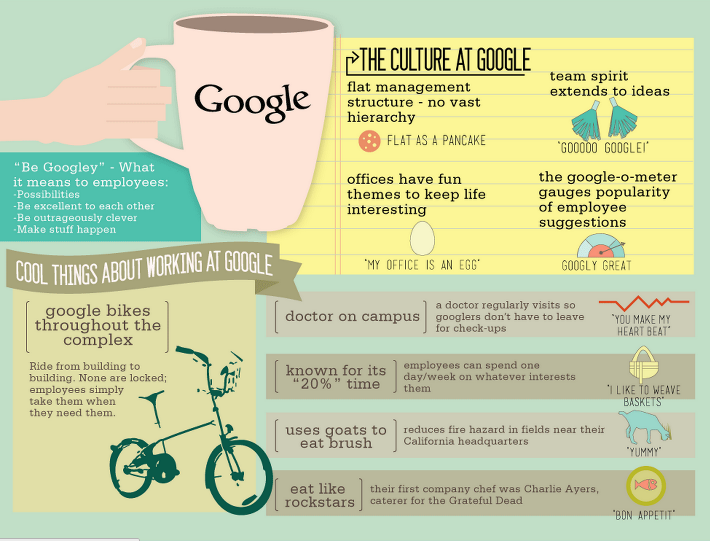 Google
THE CULTURE AT GOOGLE
flat management
structure - no vast
hierarchy
FLAT AS A PANCAKE
team spirit
extends to ideas
"GOOOOO GOOGLE!"
offices have fun
themes to keep life
interesting
"MY OFFICE IS AN EGG"
the google-o-meter
gauges popularity
of employee
suggestions
GOOGLY GREAT
"Be Googley" - What
it means to employees:
-Possibilities
-Be excellent to each other
-Be outrageously clever
-Make stuff happen
COOL THINGS ABOUT WORKING AT GOOGLE
google bikes
throughout the
complex
Ride from building to
building. None are locked;
employees simply
take them when
they need them.
doctor on campus
a doctor regularly visits so
googlers don't have to leave
for check-ups
"YOU MAKE MY
HEART BEAT"
known for its
"20%" time
employees can spend one
day/week on whatever interests
them
"I LIKE TO WEAVE
BASKETS"
uses goats to
eat brush
reduces fire hazard in fields near their
California headquarters
"YUMMY"
eat like
rockstars
their first company chef was Charlie Ayers,
caterer for the Grateful Dead
"BON APPETIT"